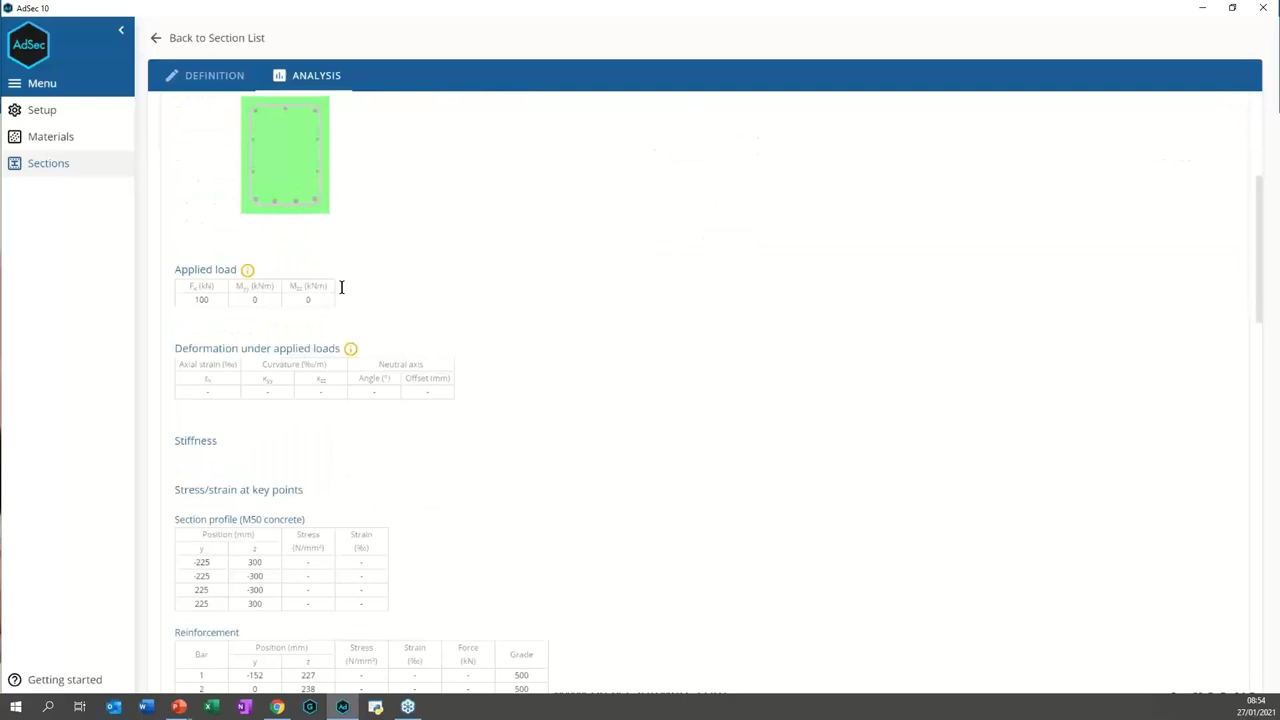 AdSec 10
AdSec
Back to Section List
Menu
DEFINITION
ANALYSIS
Setup
Materials
Sections
Applied load
Fx (kN) Myy (kNm) Mzz (kNm)
100 0 0
Deformation under applied loads
Axial strain (‰) Curvature (‰/m) Neutral axis
εx κyy κzz Angle (°) Offset (mm)
- - - - -
Stiffness
Stress/strain at key points
Section profile (M50 concrete)
Position (mm) Stress Strain
y z (N/mm²) (‰)
-225 300 - -
-225 -300 - -
225 -300 - -
225 300 - -
Reinforcement
Bar Position (mm) Stress Strain Force Grade
y z (N/mm²) (‰) (kN)
1 -152 227 500
2 0 238 500
Getting started
08:54
27/01/2021